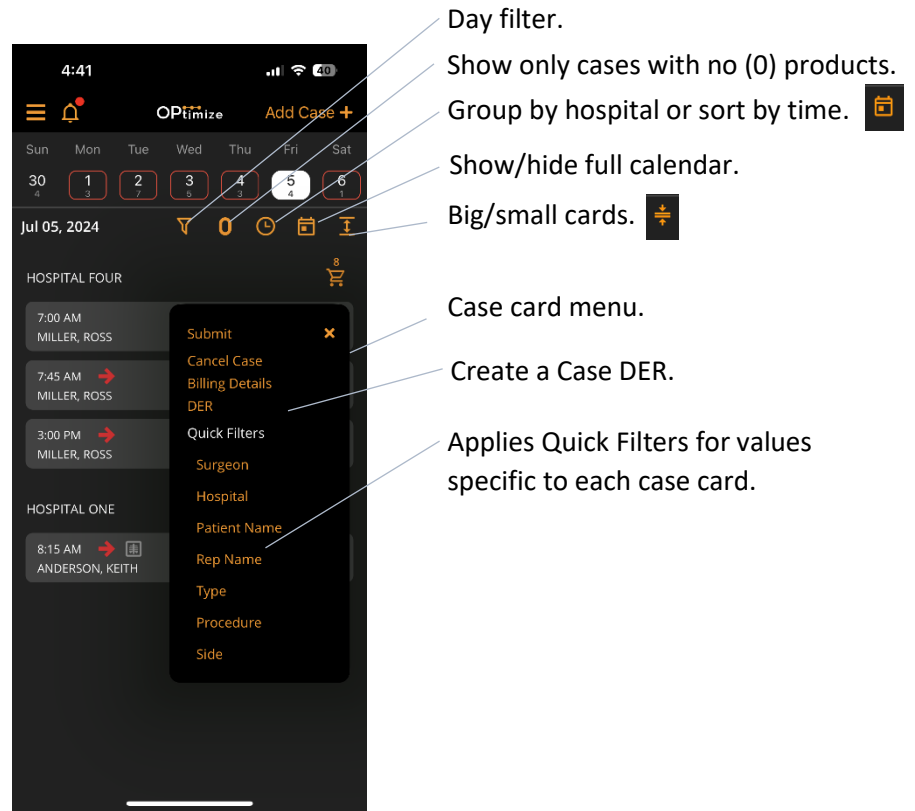 Day filter.
Show only cases with no (0) products.
Group by hospital or sort by time.
Show/hide full calendar.
Big/small cards.
Case card menu.
Create a Case DER.
Applies Quick Filters for values
specific to each case card.
4:41 40
OPtimize Add Case +
Sun Mon Tue Wed Thu Fri Sat
30 1 2 3 4 5 6
4 3 7 5 3 4 1
Jul 05, 2024 0
8
HOSPITAL FOUR
7:00 AM
MILLER, ROSS
7:45 AM
MILLER, ROSS
3:00 PM
MILLER, ROSS
HOSPITAL ONE
8:15 AM
ANDERSON, KEITH
Submit
Cancel Case
Billing Details
DER
Quick Filters
Surgeon
Hospital
Patient Name
Rep Name
Type
Procedure
Side